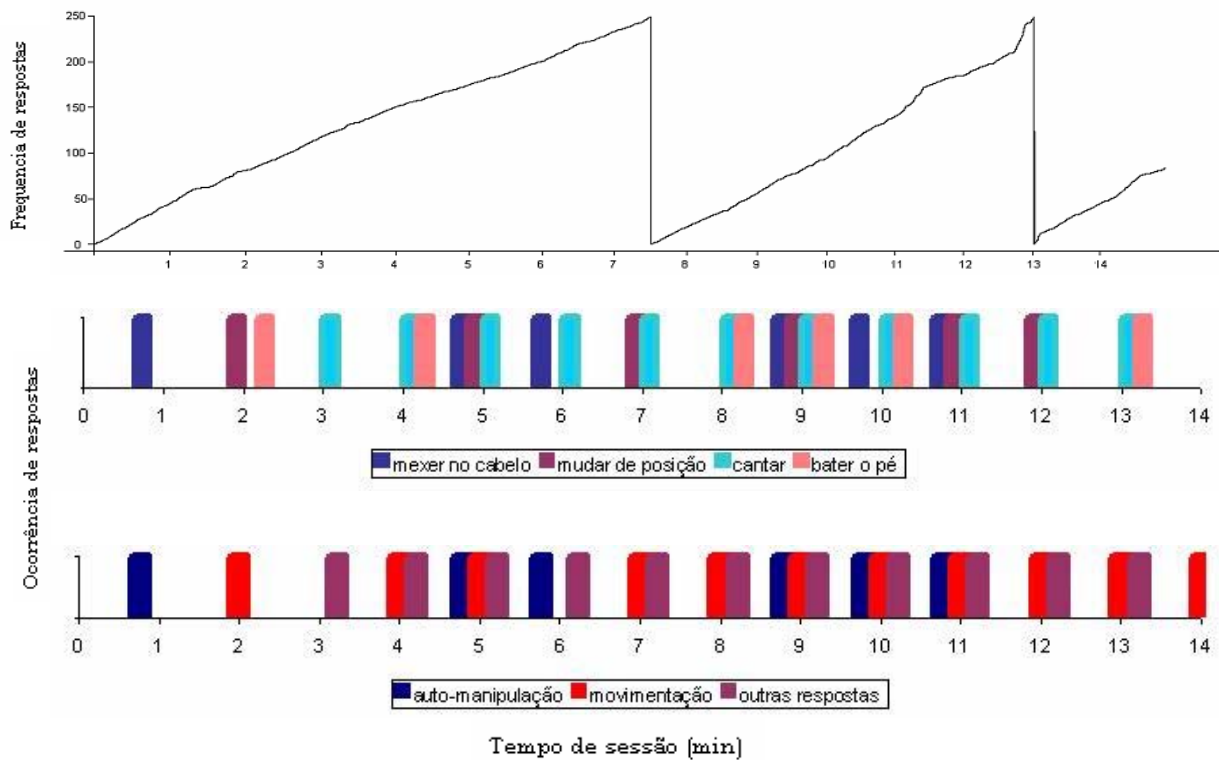 Frequencia de respostas
250
200
150
100
50
0
1 2 3 4 5 6 7 8 9 10 11 12 13 14
Ocorrência de respostas
0 1 2 3 4 5 6 7 8 9 10 11 12 13 14
mexer no cabelo mudar de posição cantar bater o pé
0 1 2 3 4 5 6 7 8 9 10 11 12 13 14
auto-manipulação movimentação outras respostas
Tempo de sessão (min)